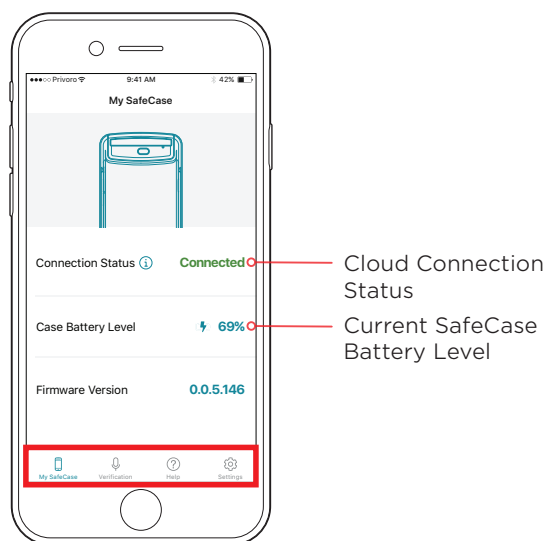 Privoro 9:41 AM 42%
My SafeCase
Connection Status Connected
Cloud Connection
Status
Case Battery Level 69%
Current SafeCase
Battery Level
Firmware Version 0.0.5.146
My SafeCase Verification Help Settings